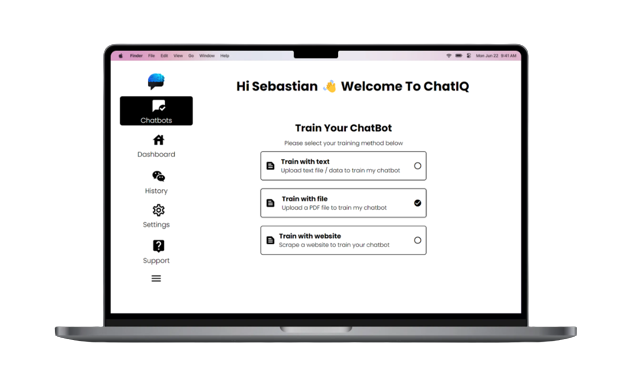 Finder File Edit View Go Window Help
Mon Jun 22 9:41 AM
Hi Sebastian 👋 Welcome To ChatIQ
Chatbots
Dashboard
History
Settings
Support
Train Your ChatBot
Please select your training method below
Train with text
Upload text file / data to train my chatbot
Train with file
Upload a PDF file to train my chatbot
Train with website
Scrape a website to train your chatbot